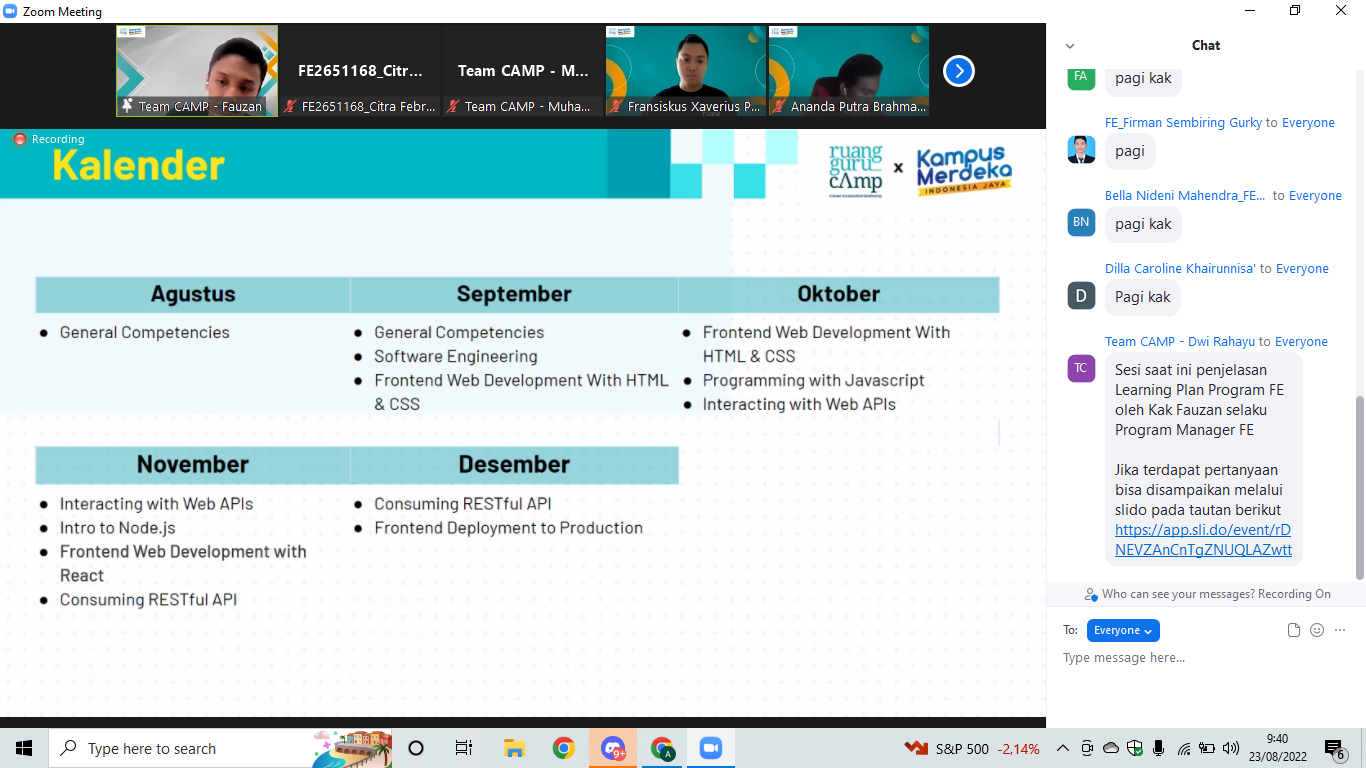 Zoom Meeting
Team CAMP - Fauzan
FE2651168_Citr...
FE2651168_Citra Febr...
Team CAMP - M...
Team CAMP - Muha...
Fransiskus Xaverius P...
Ananda Putra Brahma...
Recording
Kalender
ruang
guru
cAmp
x
Kampus
Merdeka
INDONESIA JAYA
Agustus
September
Oktober
● General Competencies
● General Competencies
● Software Engineering
● Frontend Web Development With HTML
& CSS
● Frontend Web Development With
HTML & CSS
● Programming with Javascript
● Interacting with Web APIs
November
Desember
● Interacting with Web APIs
● Intro to Node.js
● Frontend Web Development with
React
● Consuming RESTful API
● Consuming RESTful API
● Frontend Deployment to Production
Chat
FA
pagi kak
FE_Firman Sembiring Gurky to Everyone
pagi
Bella Nideni Mahendra_FE... to Everyone
BN
pagi kak
Dilla Caroline Khairunnisa' to Everyone
D
Pagi kak
Team CAMP - Dwi Rahayu to Everyone
TC
Sesi saat ini penjelasan
Learning Plan Program FE
oleh Kak Fauzan selaku
Program Manager FE
Jika terdapat pertanyaan
bisa disampaikan melalui
slido pada tautan berikut
https://app.sli.do/event/rD
NEVZAnCnTgZNUQLAZwtt
Who can see your messages? Recording On
To: Everyone
Type message here...
Type here to search
9+
A
S&P 500 -2,14%
9:40
23/08/2022
6